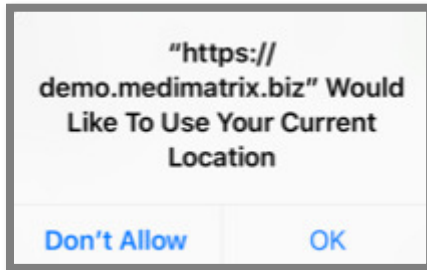 “https://
demo.medimatrix.biz” Would
Like To Use Your Current
Location
Don’t Allow
OK